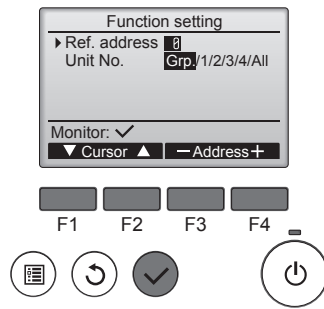 Function setting
Ref. address 0
Unit No. Grp./1/2/3/4/All
Monitor: ✓
▼ Cursor ▲ − Address +
F1 F2 F3 F4